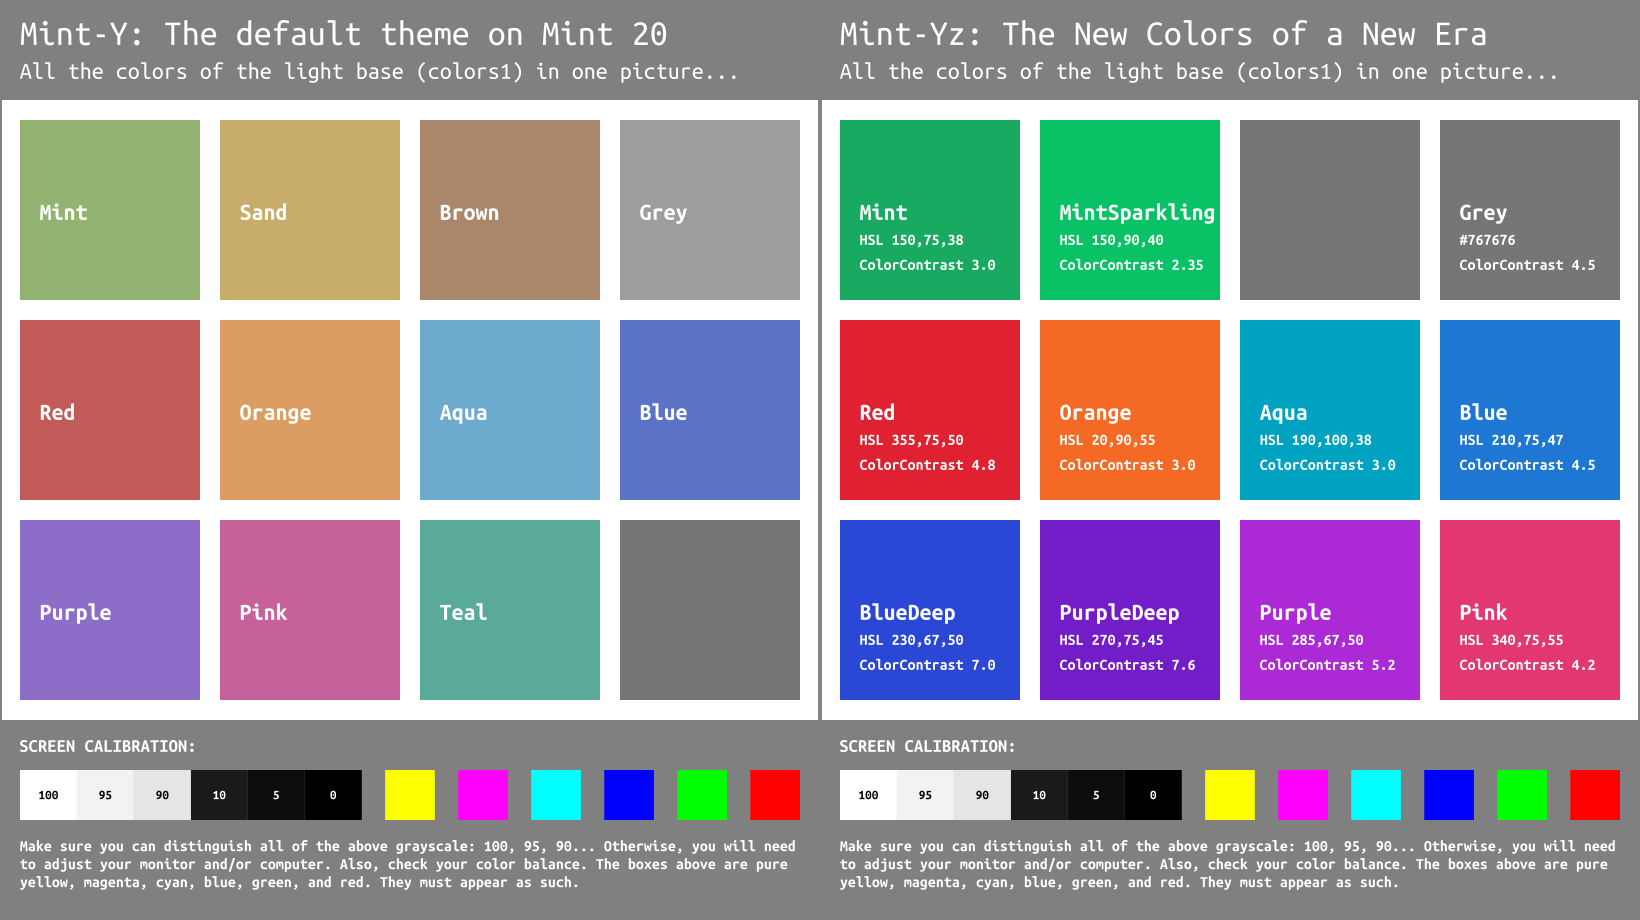 Mint-Y: The default theme on Mint 20
All the colors of the light base (colors1) in one picture...
Mint
Sand
Brown
Grey
Red
Orange
Aqua
Blue
Purple
Pink
Teal
SCREEN CALIBRATION:
100 95 90 10 5 0
Make sure you can distinguish all of the above grayscale: 100, 95, 90... Otherwise, you will need
to adjust your monitor and/or computer. Also, check your color balance. The boxes above are pure
yellow, magenta, cyan, blue, green, and red. They must appear as such.
Mint-Yz: The New Colors of a New Era
All the colors of the light base (colors1) in one picture...
Mint
HSL 150,75,38
ColorContrast 3.0
MintSparkling
HSL 150,90,40
ColorContrast 2.35
Grey
#767676
ColorContrast 4.5
Red
HSL 355,75,50
ColorContrast 4.8
Orange
HSL 20,90,55
ColorContrast 3.0
Aqua
HSL 190,100,38
ColorContrast 3.0
Blue
HSL 210,75,47
ColorContrast 4.5
BlueDeep
HSL 230,67,50
ColorContrast 7.0
PurpleDeep
HSL 270,75,45
ColorContrast 7.6
Purple
HSL 285,67,50
ColorContrast 5.2
Pink
HSL 340,75,55
ColorContrast 4.2
SCREEN CALIBRATION:
100 95 90 10 5 0
Make sure you can distinguish all of the above grayscale: 100, 95, 90... Otherwise, you will need
to adjust your monitor and/or computer. Also, check your color balance. The boxes above are pure
yellow, magenta, cyan, blue, green, and red. They must appear as such.